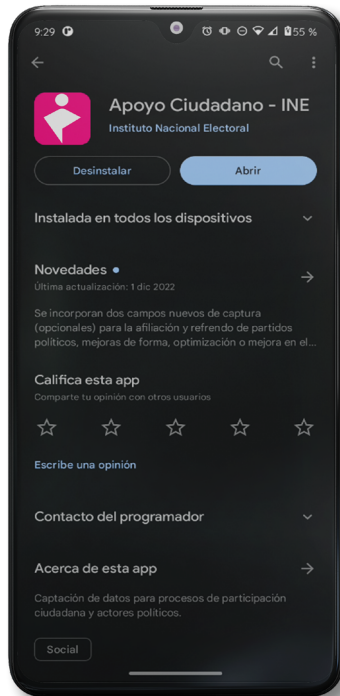 9:29
55 %
Apoyo Ciudadano - INE
Instituto Nacional Electoral
Desinstalar
Abrir
Instalada en todos los dispositivos
Novedades
Última actualización: 1 dic 2022
Se incorporan dos campos nuevos de captura
(opcionales) para la afiliación y refrendo de partidos
políticos, mejoras de forma, optimización o mejora en el...
Califica esta app
Comparte tu opinión con otros usuarios
Escribe una opinión
Contacto del programador
Acerca de esta app
Captación de datos para procesos de participación
ciudadana y actores políticos.
Social